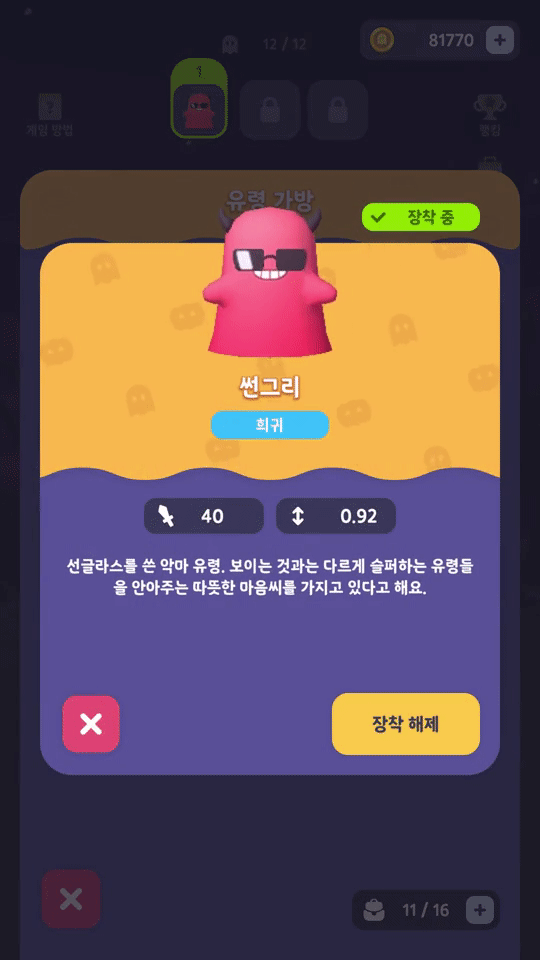 12 / 12
81770
게임 방법
랭킹
유령 가방
장착 중
썬그리
희귀
40
0.92
선글라스를 쓴 악마 유령. 보이는 것과는 다르게 슬퍼하는 유령들
을 안아주는 따뜻한 마음씨를 가지고 있다고 해요.
장착 해제
11 / 16